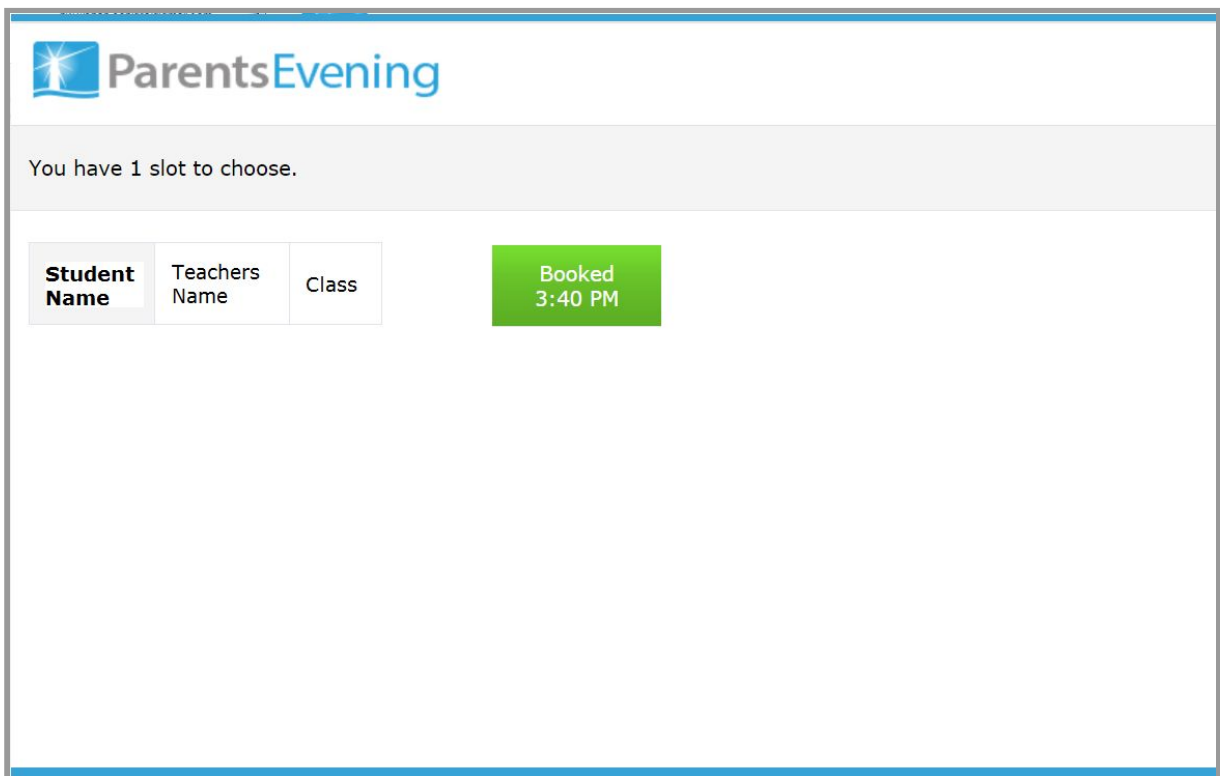 ParentsEvening
You have 1 slot to choose.
Student
Name
Teachers
Name
Class
Booked
3:40 PM